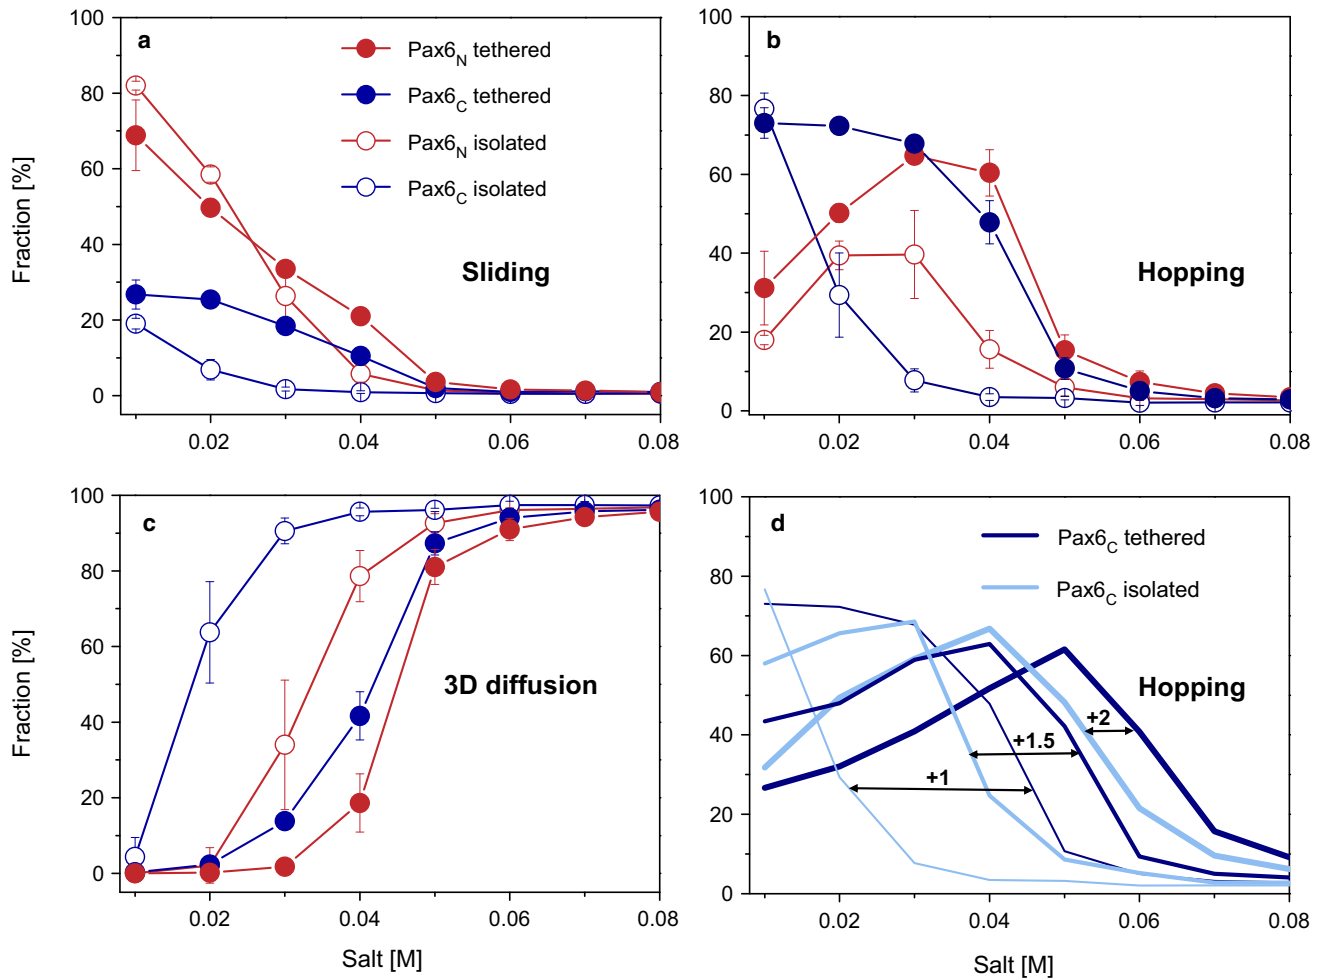 a
Pax6N tethered
Pax6C tethered
Pax6N isolated
Pax6C isolated
Sliding
Fraction [%]
100
80
60
40
20
0
0.02
0.04
0.06
0.08
b
Hopping
100
80
60
40
20
0
0.02
0.04
0.06
0.08
c
3D diffusion
Fraction [%]
100
80
60
40
20
0
0.02
0.04
0.06
0.08
Salt [M]
d
Pax6C tethered
Pax6C isolated
Hopping
+2
+1.5
+1
100
80
60
40
20
0
0.02
0.04
0.06
0.08
Salt [M]